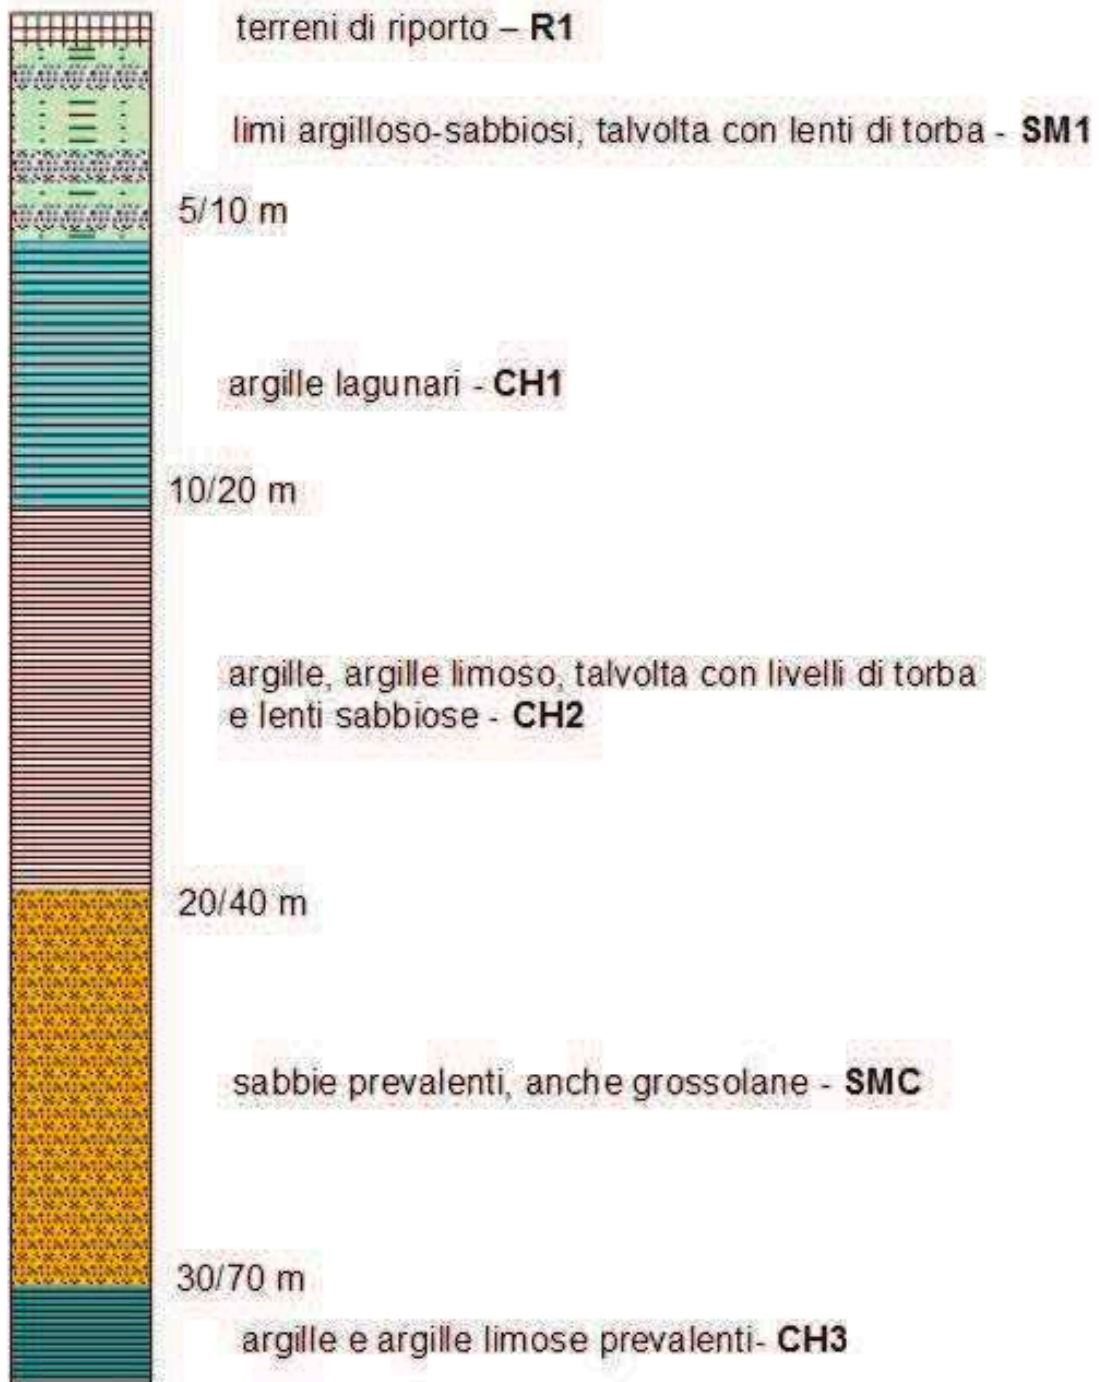 terreni di riporto – R1
limi argilloso-sabbiosi, talvolta con lenti di torba - SM1
5/10 m
argille lagunari - CH1
10/20 m
argille, argille limoso, talvolta con livelli di torba
e lenti sabbiose - CH2
20/40 m
sabbie prevalenti, anche grossolane - SMC
30/70 m
argille e argille limose prevalenti- CH3